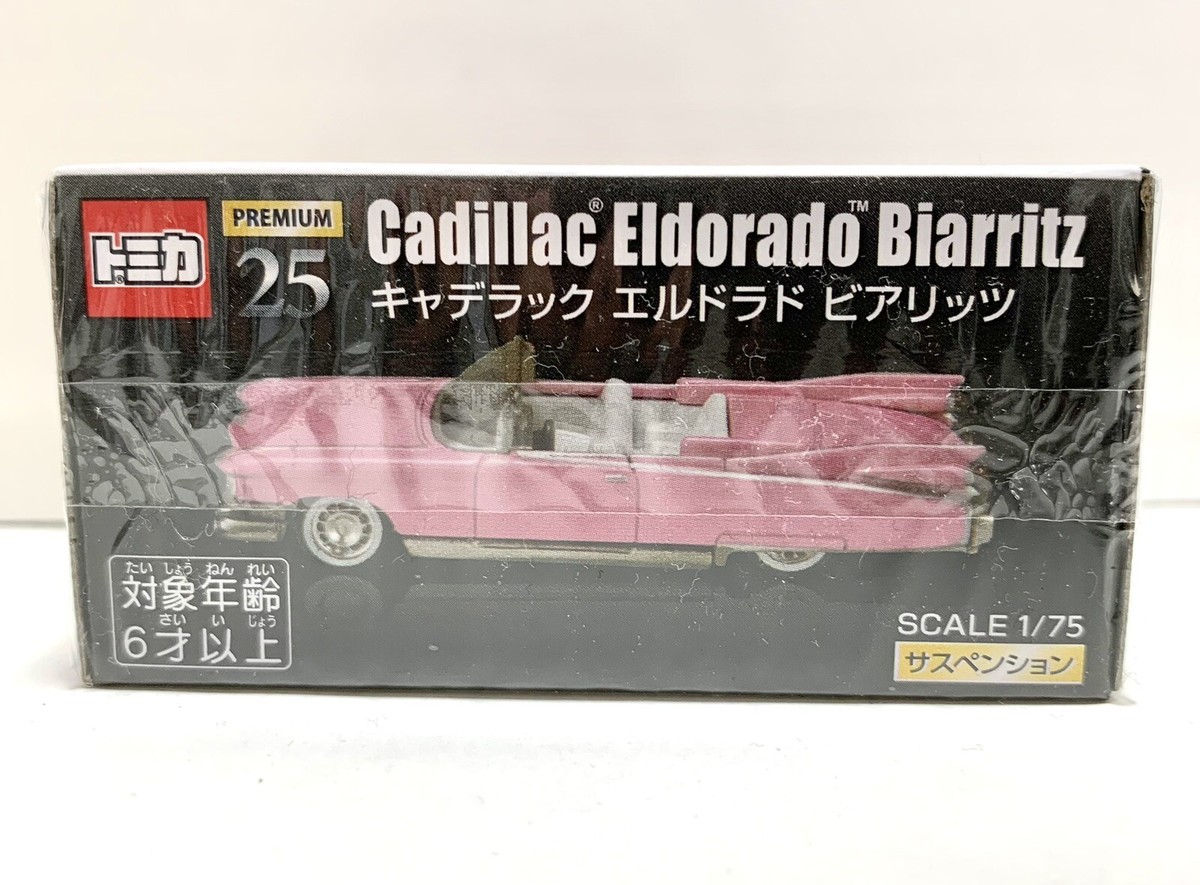 トミカ®
PREMIUM
25
Cadillac® Eldorado™ Biarritz
キャデラック エルドラド ビアリッツ
たいしょうねんれい
対象年齢
さいいじょう
6才以上
SCALE 1/75
サスペンション